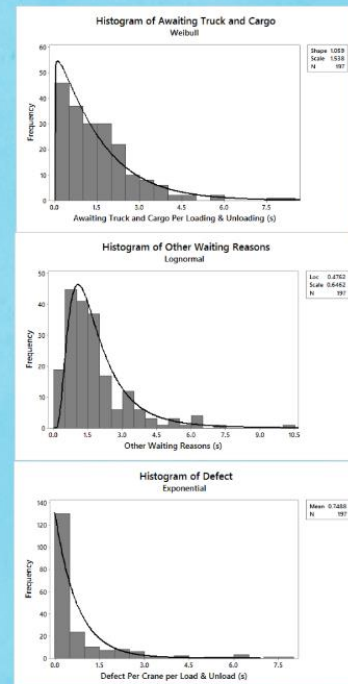 Histogram of Awaiting Truck and Cargo
Weibull
Shape 1.089
Scale 1.538
N 197
60
50
40
30
20
10
0
Frequency
0.0 1.5 3.0 4.5 6.0 7.5
Awaiting Truck and Cargo Per Loading & Unloading (s)
Histogram of Other Waiting Reasons
Lognormal
Loc 0.4762
Scale 0.6462
N 197
50
40
30
20
10
0
Frequency
0.0 1.5 3.0 4.5 6.0 7.5 9.0 10.5
Other Waiting Reasons (s)
Histogram of Defect
Exponential
Mean 0.7488
N 197
140
120
100
80
60
40
20
0
Frequency
0.0 1.5 3.0 4.5 6.0 7.5
Defect Per Crane per Load & Unload (s)